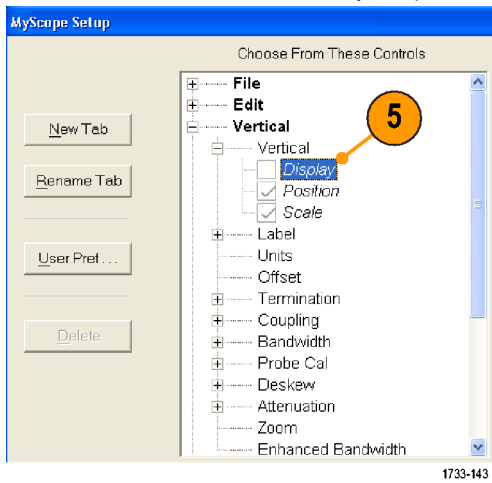 MyScope Setup
Choose From These Controls
File
Edit
Vertical
5
Vertical
Display
Position
Scale
Label
Units
Offset
Termination
Coupling
Bandwidth
Probe Cal
Deskew
Attenuation
Zoom
Enhanced Bandwidth
New Tab
Rename Tab
User Pref . . .
Delete
1733-143